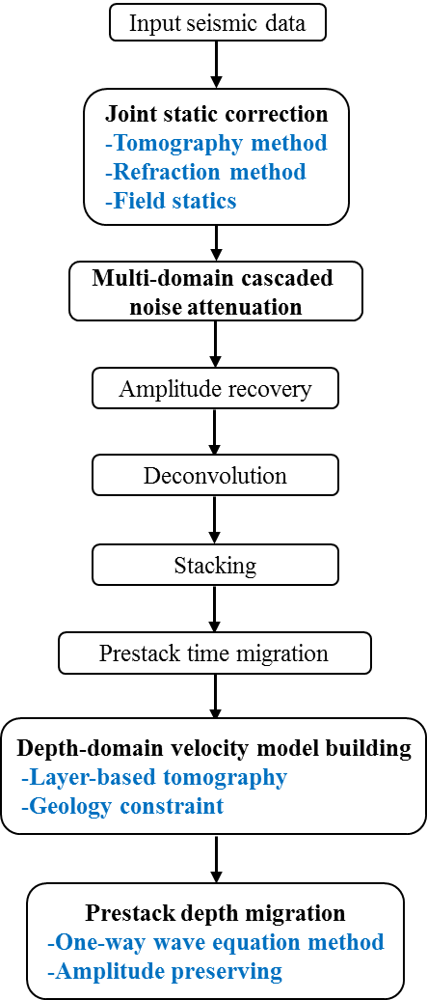 Input seismic data
Joint static correction
-Tomography method
-Refraction method
-Field statics
Multi-domain cascaded
noise attenuation
Amplitude recovery
Deconvolution
Stacking
Prestack time migration
Depth-domain velocity model building
-Layer-based tomography
-Geology constraint
Prestack depth migration
-One-way wave equation method
-Amplitude preserving